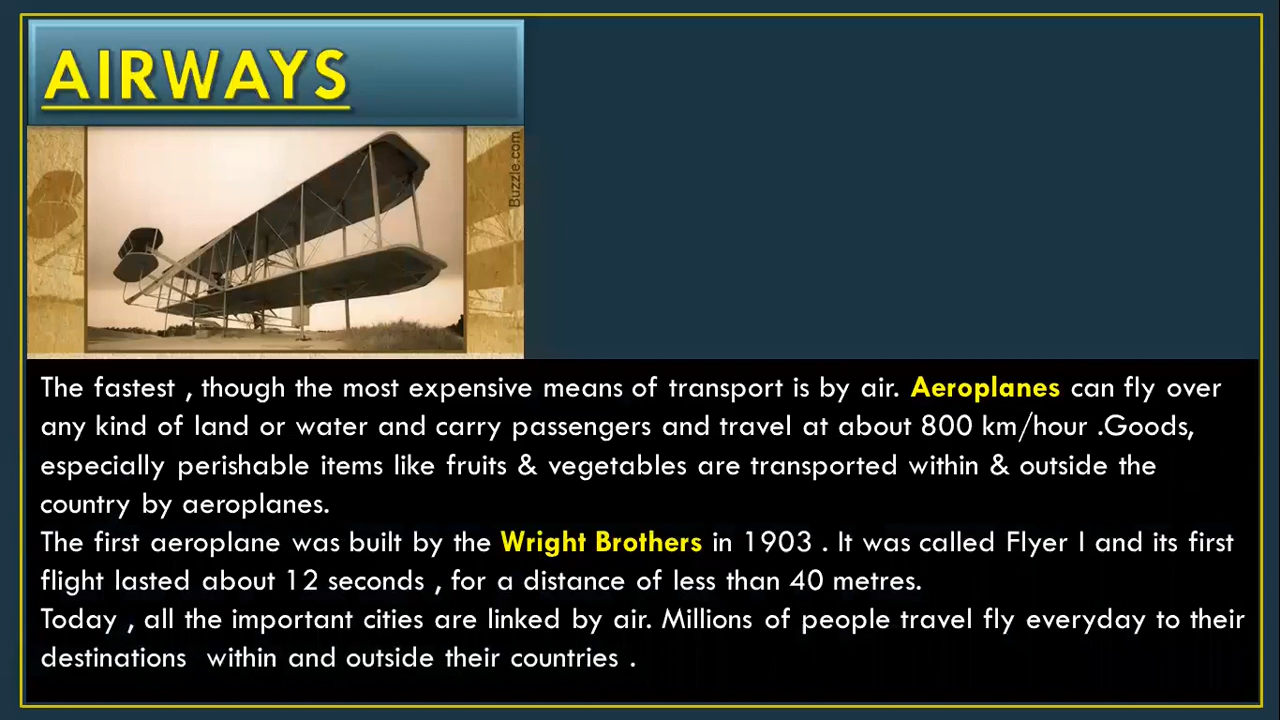 AIRWAYS
Buzzle.com
The fastest , though the most expensive means of transport is by air. Aeroplanes can fly over
any kind of land or water and carry passengers and travel at about 800 km/hour .Goods,
especially perishable items like fruits & vegetables are transported within & outside the
country by aeroplanes.
The first aeroplane was built by the Wright Brothers in 1903 . It was called Flyer I and its first
flight lasted about 12 seconds , for a distance of less than 40 metres.
Today , all the important cities are linked by air. Millions of people travel fly everyday to their
destinations within and outside their countries .